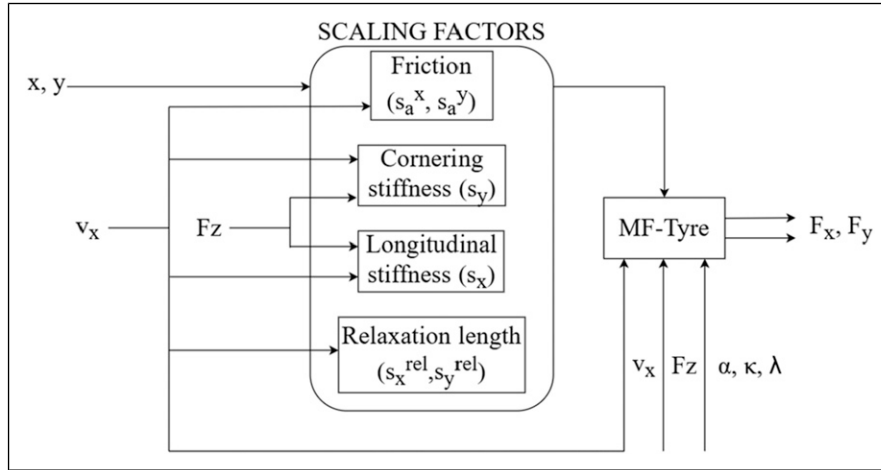 SCALING FACTORS
x, y
Friction
(s_a^x, s_a^y)
Cornering
stiffness (s_y)
v_x
Fz
Longitudinal
stiffness (s_x)
Relaxation length
(s_x^rel,s_y^rel)
MF-Tyre
F_x, F_y
v_x
Fz
α, κ, λ